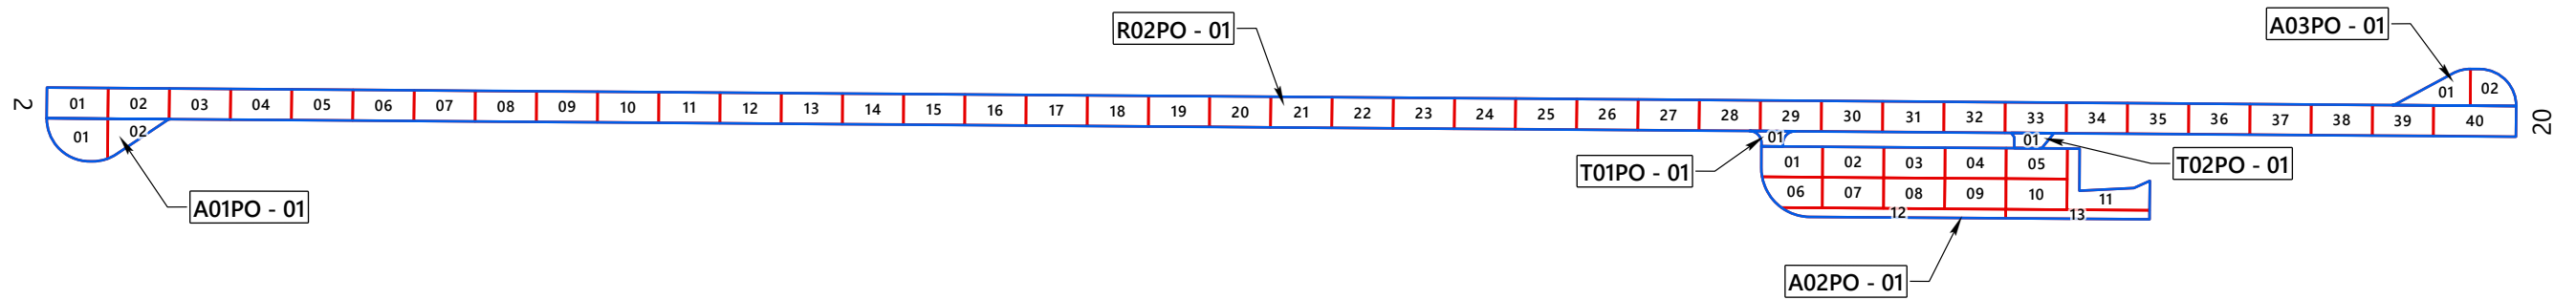 A03PO - 01
R02PO - 01
01 02
2
01 02 03 04 05 06 07 08 09 10 11 12 13 14 15 16 17 18 19 20 21 22 23 24 25 26 27 28 29 30 31 32 33 34 35 36 37 38 39 40
20
01 02
01
01
T01PO - 01
T02PO - 01
01 02 03 04 05
06 07 08 09 10 11
12 13
A01PO - 01
A02PO - 01